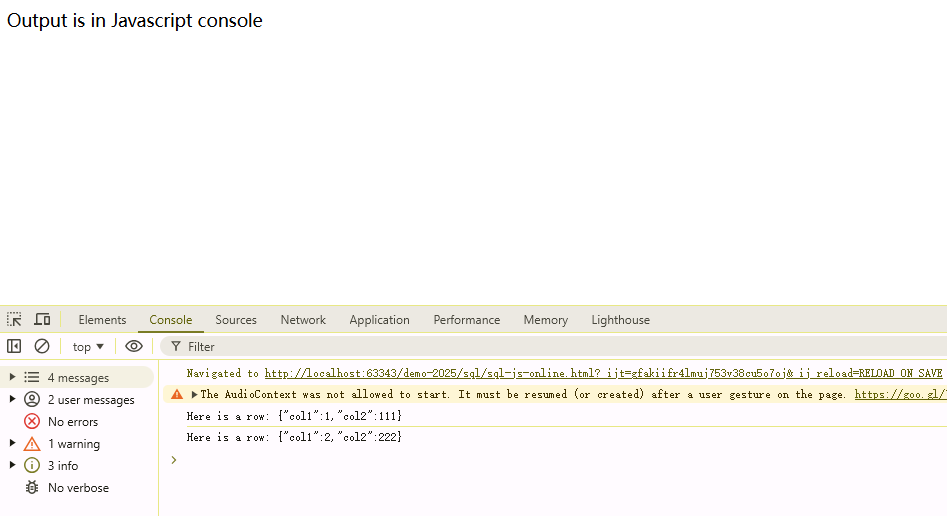 Output is in Javascript console
Elements Console Sources Network Application Performance Memory Lighthouse
top Filter
4 messages
2 user messages
No errors
1 warning
3 info
No verbose
Navigated to http://localhost:63343/demo-2025/sql/sql-js-online.html?_ijt=gfakiifr4lmuj753v38cu5o7oj&_ij_reload=RELOAD_ON_SAVE
The AudioContext was not allowed to start. It must be resumed (or created) after a user gesture on the page. https://goo.gl/
Here is a row: {"col1":1,"col2":111}
Here is a row: {"col1":2,"col2":222}